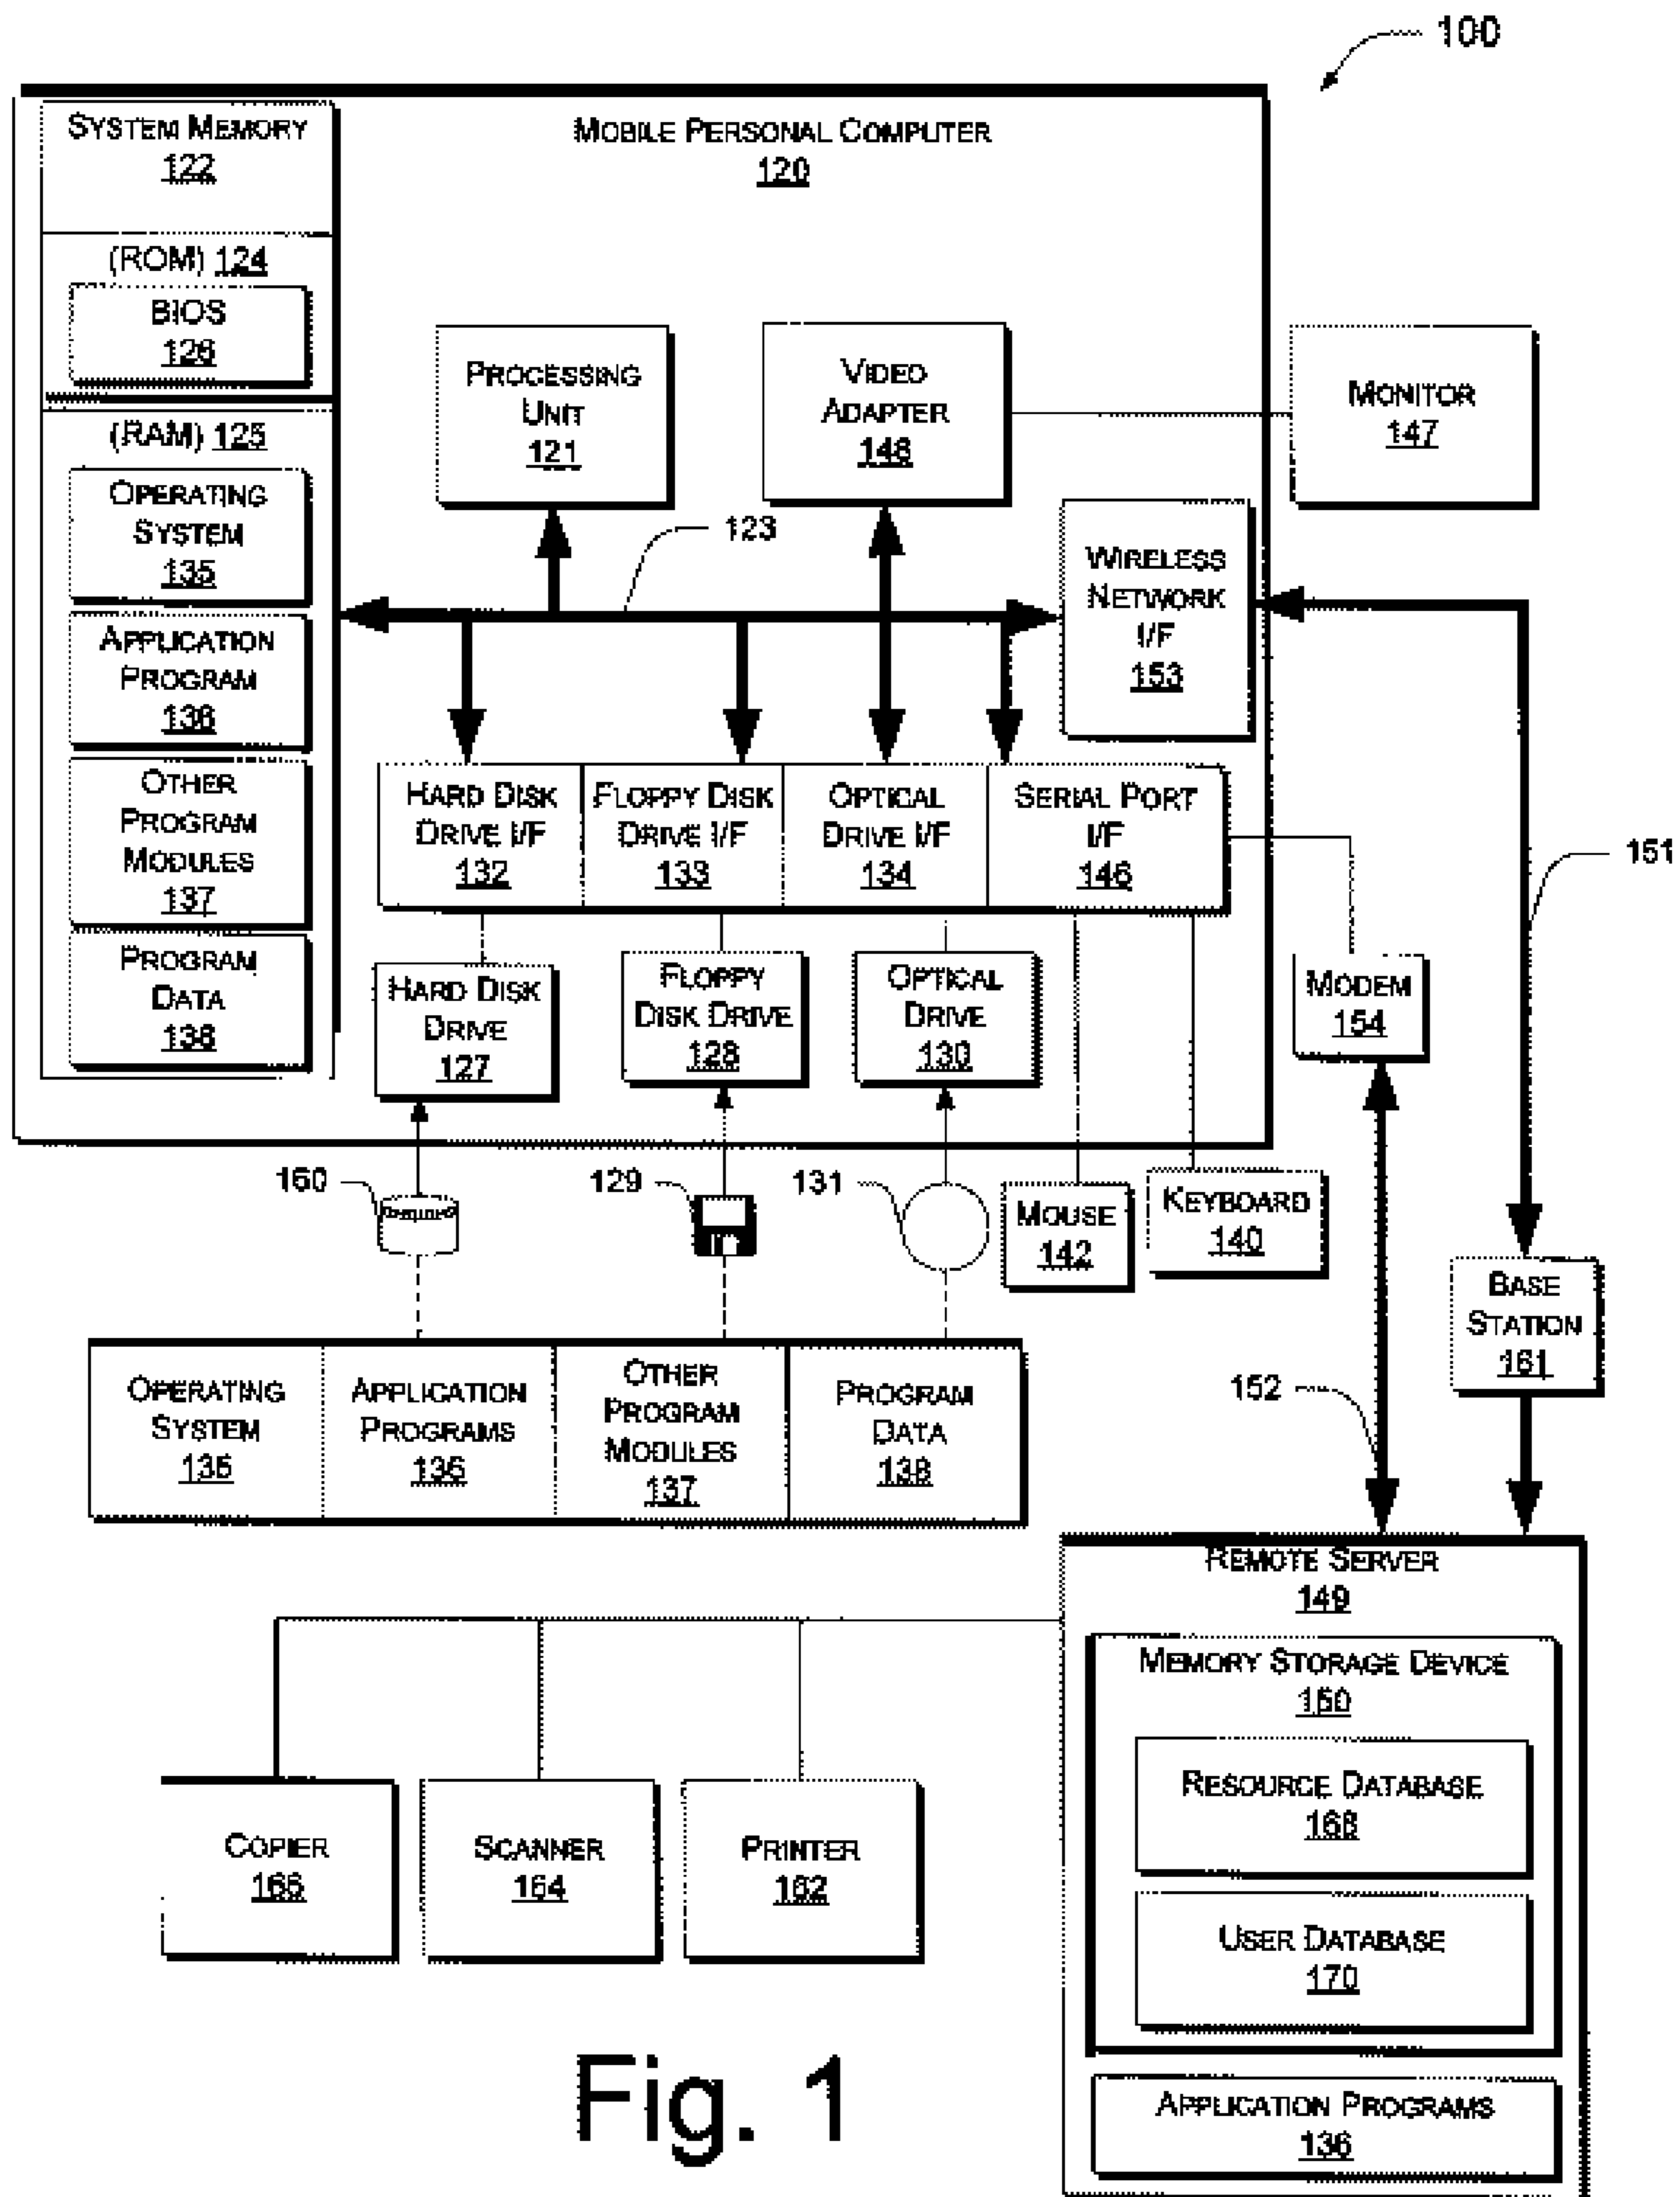 100
SYSTEM MEMORY
122
(ROM) 124
BIOS
126
(RAM) 125
OPERATING
SYSTEM
135
APPLICATION
PROGRAM
136
OTHER
PROGRAM
MODULES
137
PROGRAM
DATA
138
MOBILE PERSONAL COMPUTER
120
PROCESSING
UNIT
121
VIDEO
ADAPTER
148
MONITOR
147
123
WIRELESS
NETWORK
I/F
153
HARD DISK
DRIVE I/F
132
FLOPPY DISK
DRIVE I/F
133
OPTICAL
DRIVE I/F
134
SERIAL PORT
I/F
146
151
HARD DISK
DRIVE
127
FLOPPY
DISK DRIVE
128
OPTICAL
DRIVE
130
MODEM
154
160
129
131
MOUSE
142
KEYBOARD
140
BASE
STATION
161
152
OPERATING
SYSTEM
135
APPLICATION
PROGRAMS
136
OTHER
PROGRAM
MODULES
137
PROGRAM
DATA
138
REMOTE SERVER
149
MEMORY STORAGE DEVICE
150
RESOURCE DATABASE
168
USER DATABASE
170
APPLICATION PROGRAMS
136
COPIER
166
SCANNER
164
PRINTER
162
Fig. 1